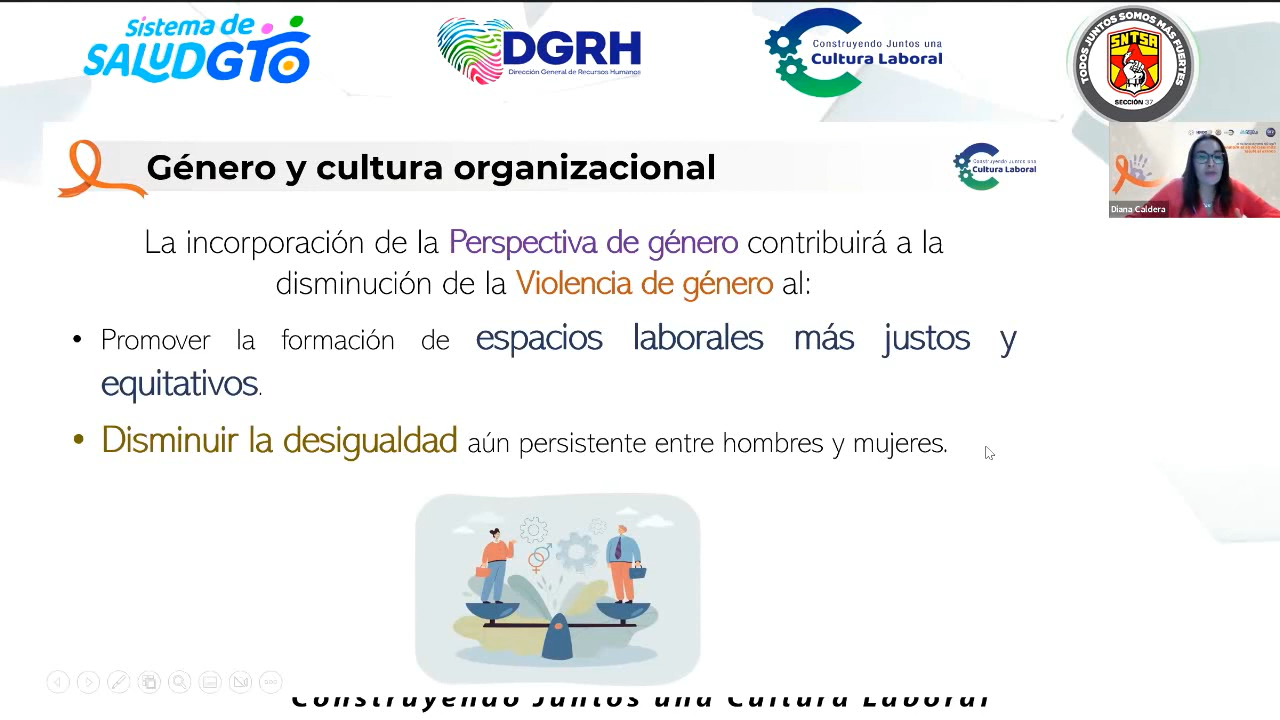 Sistema de
SALUDGTO
DGRH
Dirección General de Recursos Humanos
Construyendo Juntos una
Cultura Laboral
TODOS JUNTOS SOMOS MÁS FUERTES
SNTSA
SECCIÓN 37
Género y cultura organizacional
Construyendo Juntos una
Cultura Laboral
Diana Caldera
La incorporación de la Perspectiva de género contribuirá a la
disminución de la Violencia de género al:
• Promover la formación de espacios laborales más justos y
equitativos.
• Disminuir la desigualdad aún persistente entre hombres y mujeres.
Construyendo Juntos una Cultura Laboral